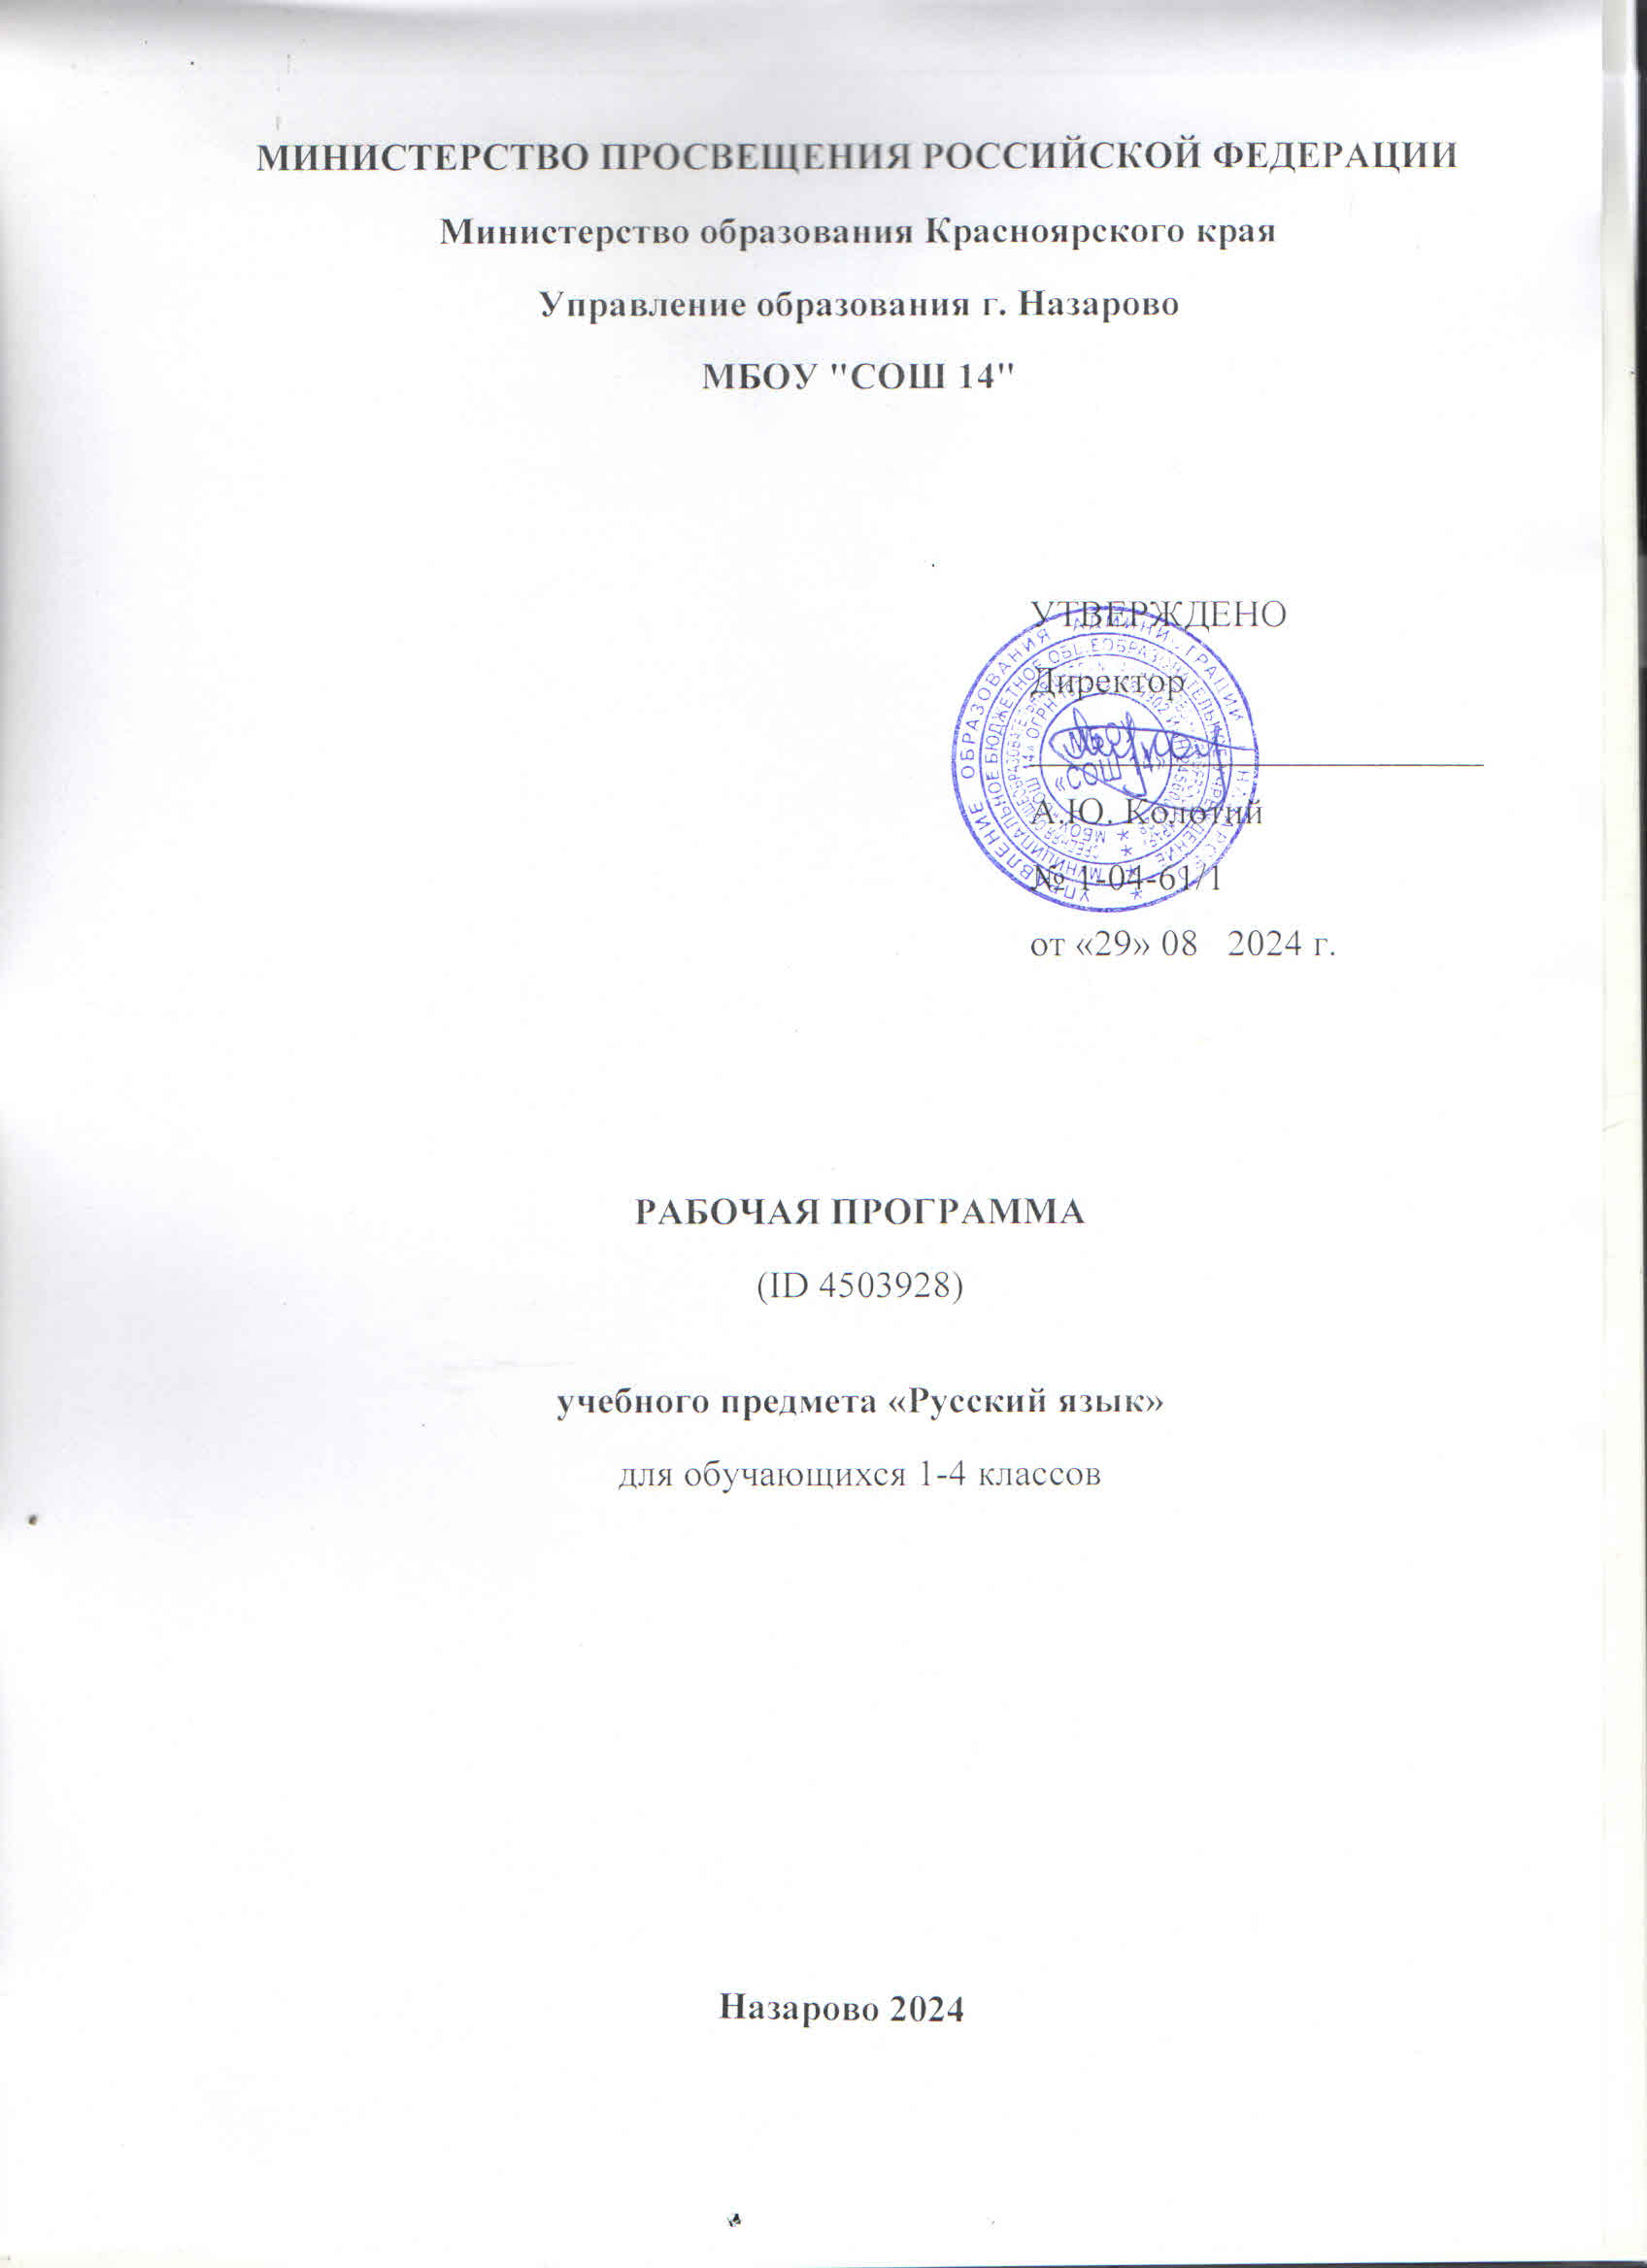 МИНИСТЕРСТВО ПРОСВЕЩЕНИЯ РОССИЙСКОЙ ФЕДЕРАЦИИ
Министерство образования Красноярского края
Управление образования г. Назарово
МБОУ "СОШ 14"
УТВЕРЖДЕНО
Директор
«СОШ 14»
А.Ю. Колотий
№ 1-04-61/1
от «29» 08 2024 г.
РАБОЧАЯ ПРОГРАММА
(ID 4503928)
учебного предмета «Русский язык»
для обучающихся 1-4 классов
Назарово 2024